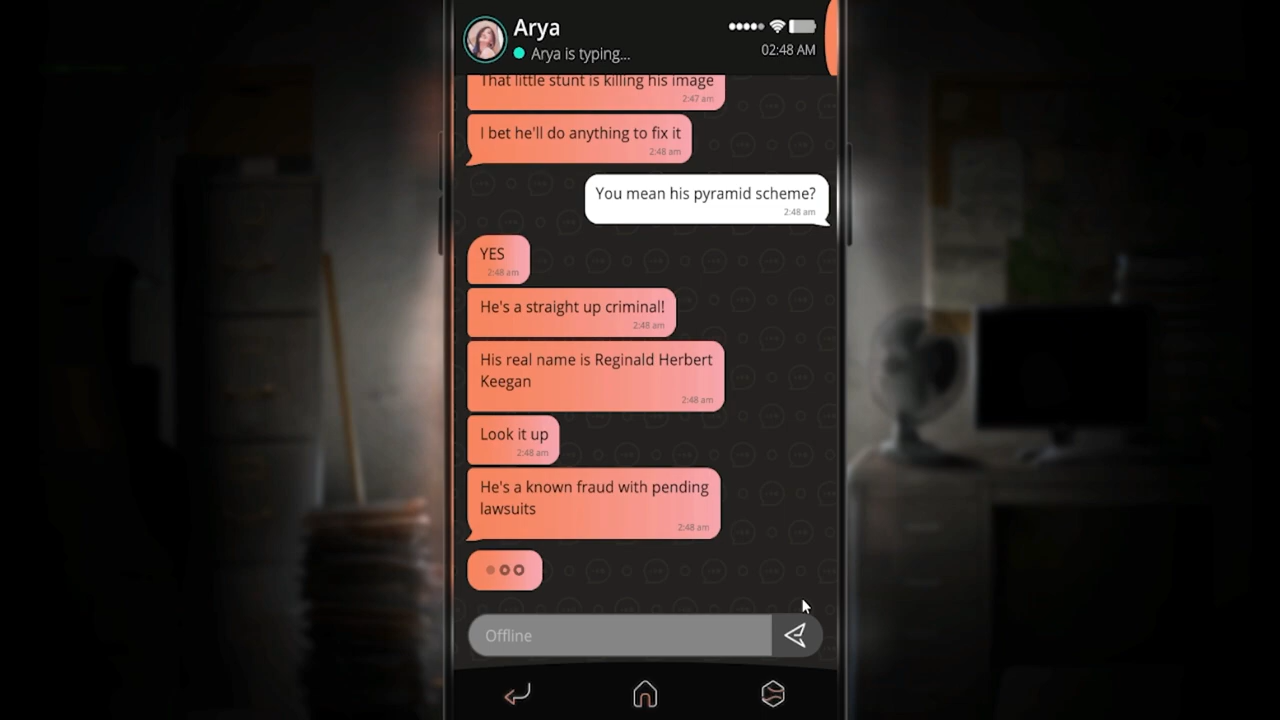 Arya
Arya is typing...
02:48 AM
That little stunt is killing his image
2:47 am
I bet he'll do anything to fix it
2:48 am
You mean his pyramid scheme?
2:48 am
YES
2:48 am
He's a straight up criminal!
2:48 am
His real name is Reginald Herbert
Keegan
2:48 am
Look it up
2:48 am
He's a known fraud with pending
lawsuits
2:48 am
Offline